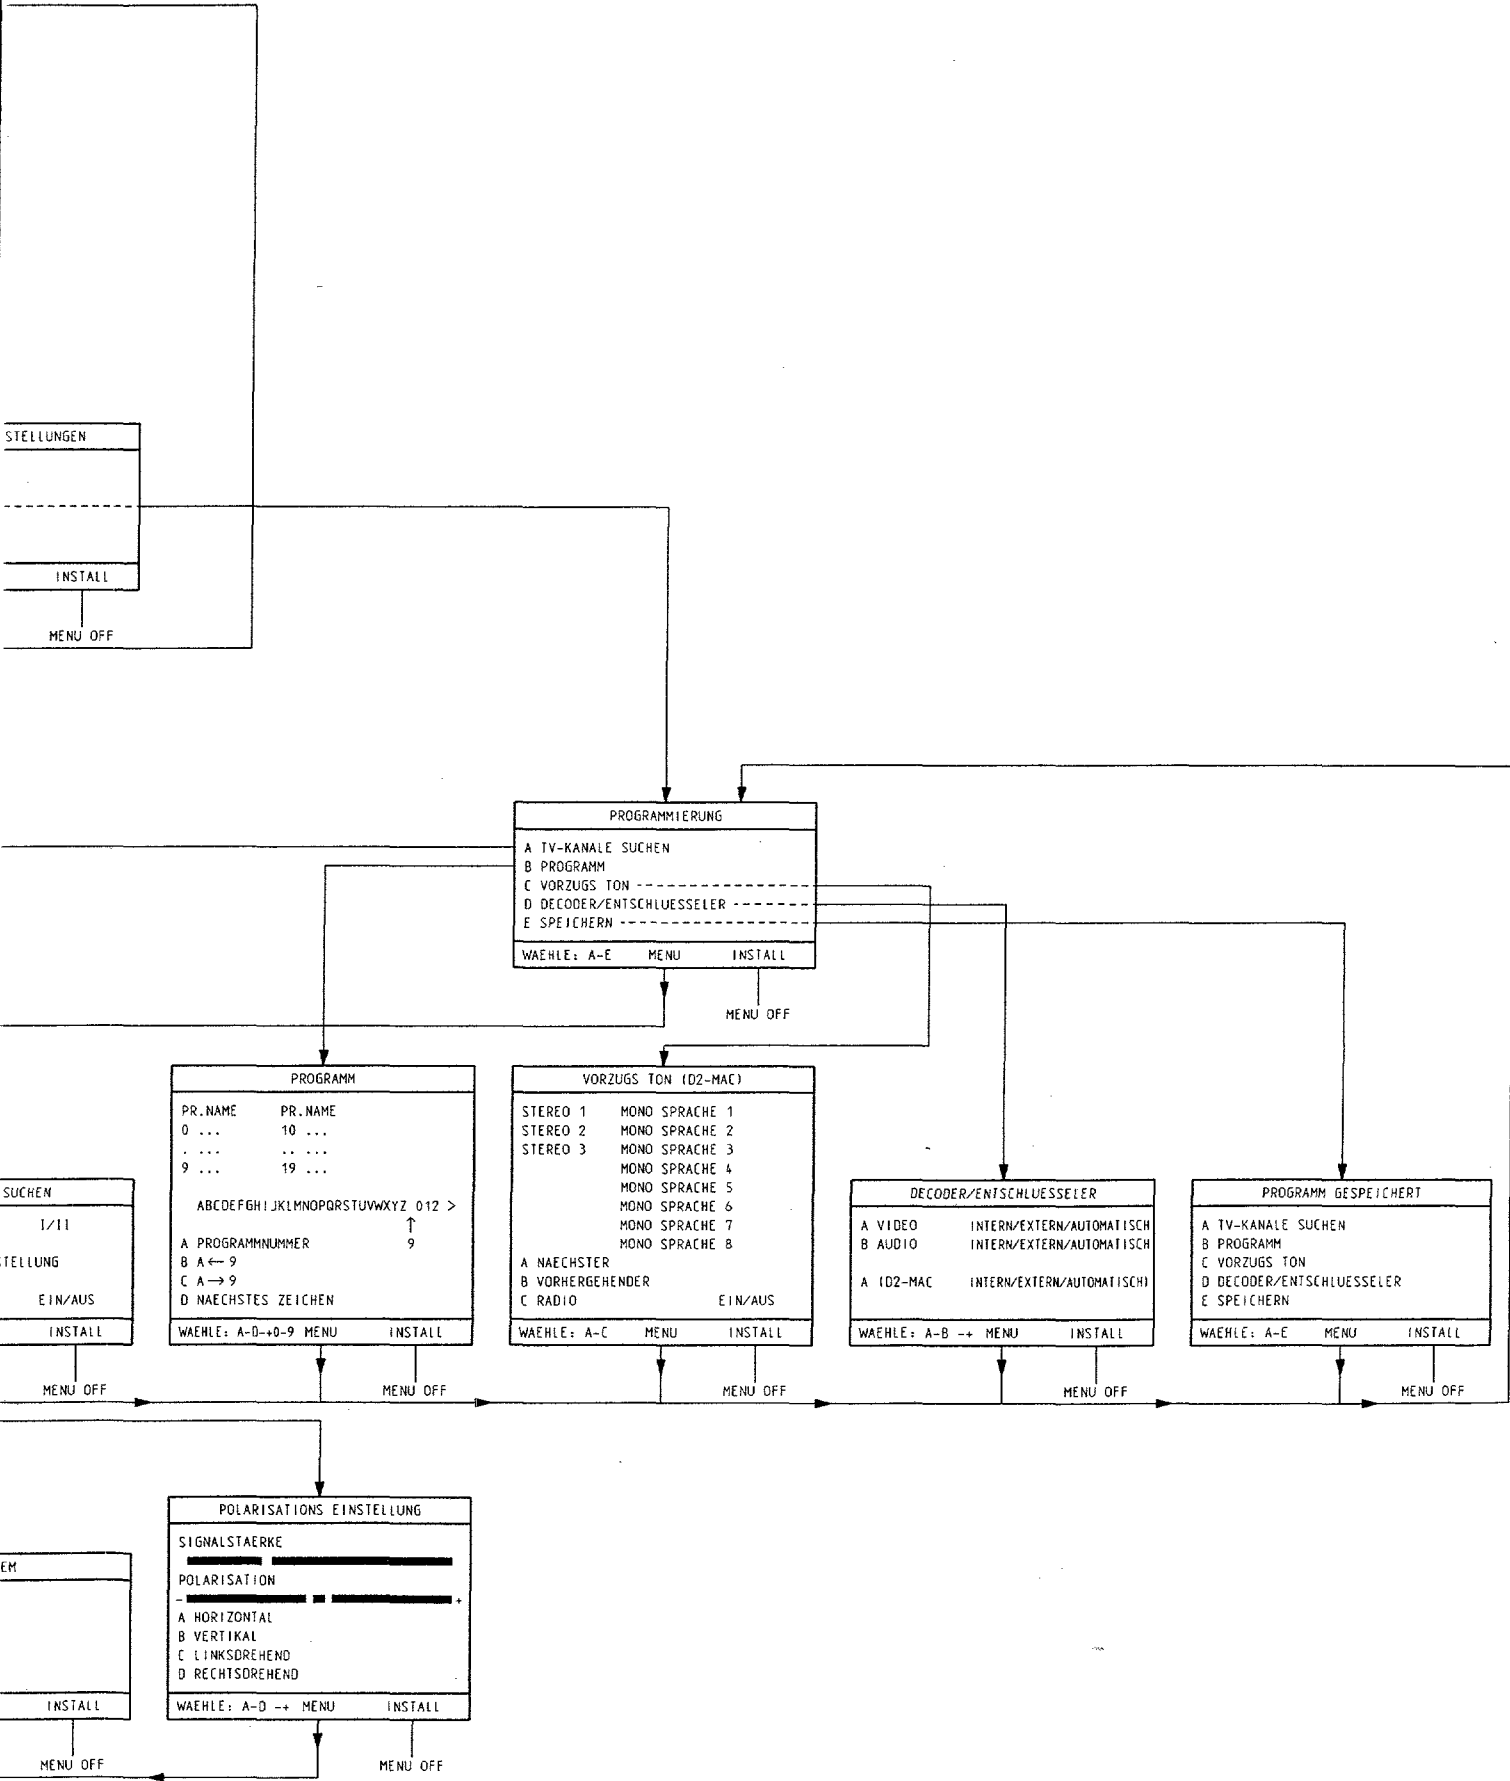 STELLUNGEN
INSTALL
MENU OFF
PROGRAMMIERUNG
A TV-KANALE SUCHEN
B PROGRAMM
C VORZUGS TON
D DECODER/ENTSCHLUESSELER
E SPEICHERN
WAEHLE: A-E MENU INSTALL
MENU OFF
SUCHEN
I/II
TELLUNG
EIN/AUS
INSTALL
MENU OFF
PROGRAMM
PR.NAME PR.NAME
0 ... 10 ...
. ... .. ...
9 ... 19 ...
ABCDEFGHIJKLMNOPQRSTUVWXYZ 012 >
↑
A PROGRAMMNUMMER 9
B A← 9
C A→ 9
D NAECHSTES ZEICHEN
WAEHLE: A-D-+0-9 MENU INSTALL
MENU OFF
VORZUGS TON (D2-MAC)
STEREO 1 MONO SPRACHE 1
STEREO 2 MONO SPRACHE 2
STEREO 3 MONO SPRACHE 3
MONO SPRACHE 4
MONO SPRACHE 5
MONO SPRACHE 6
MONO SPRACHE 7
MONO SPRACHE 8
A NAECHSTER
B VORHERGEHENDER
C RADIO EIN/AUS
WAEHLE: A-C MENU INSTALL
MENU OFF
DECODER/ENTSCHLUESSELER
A VIDEO INTERN/EXTERN/AUTOMATISCH
B AUDIO INTERN/EXTERN/AUTOMATISCH
A (D2-MAC INTERN/EXTERN/AUTOMATISCH)
WAEHLE: A-B -+ MENU INSTALL
MENU OFF
PROGRAMM GESPEICHERT
A TV-KANALE SUCHEN
B PROGRAMM
C VORZUGS TON
D DECODER/ENTSCHLUESSELER
E SPEICHERN
WAEHLE: A-E MENU INSTALL
MENU OFF
EM
INSTALL
MENU OFF
POLARISATIONS EINSTELLUNG
SIGNALSTAERKE
POLARISATION
- +
A HORIZONTAL
B VERTIKAL
C LINKSDREHEND
D RECHTSDREHEND
WAEHLE: A-D -+ MENU INSTALL
MENU OFF